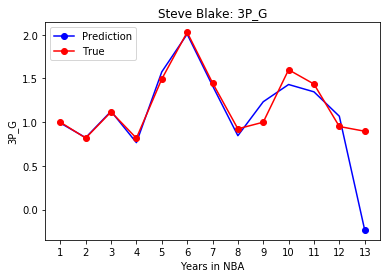 Steve Blake: 3P_G
Prediction
True
2.0
1.5
1.0
0.5
0.0
3P_G
1 2 3 4 5 6 7 8 9 10 11 12 13
Years in NBA